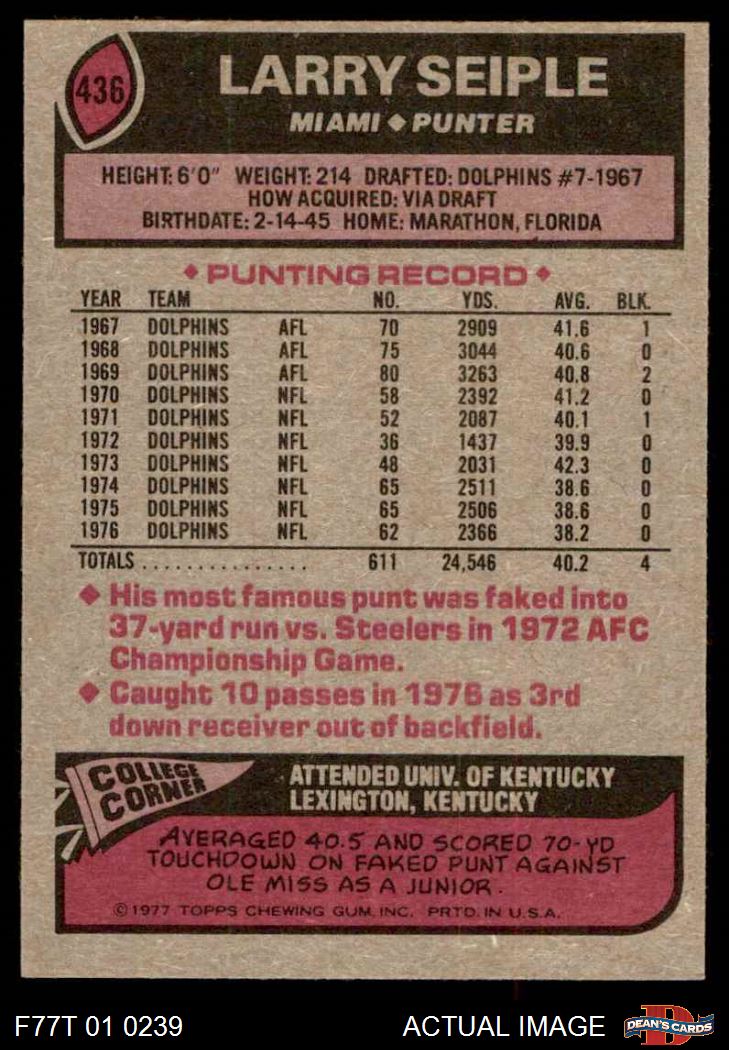 436
LARRY SEIPLE
MIAMI ◆ PUNTER
HEIGHT: 6'0" WEIGHT: 214 DRAFTED: DOLPHINS #7-1967
HOW ACQUIRED: VIA DRAFT
BIRTHDATE: 2-14-45 HOME: MARATHON, FLORIDA
◆ PUNTING RECORD ◆
YEAR TEAM NO. YDS. AVG. BLK.
1967 DOLPHINS AFL 70 2909 41.6 1
1968 DOLPHINS AFL 75 3044 40.6 0
1969 DOLPHINS AFL 80 3263 40.8 2
1970 DOLPHINS NFL 58 2392 41.2 0
1971 DOLPHINS NFL 52 2087 40.1 1
1972 DOLPHINS NFL 36 1437 39.9 0
1973 DOLPHINS NFL 48 2031 42.3 0
1974 DOLPHINS NFL 65 2511 38.6 0
1975 DOLPHINS NFL 65 2506 38.6 0
1976 DOLPHINS NFL 62 2366 38.2 0
TOTALS . . . . . . . . . . . . . . . . 611 24,546 40.2 4
◆ His most famous punt was faked into
37-yard run vs. Steelers in 1972 AFC
Championship Game.
◆ Caught 10 passes in 1976 as 3rd
down receiver out of backfield.
COLLEGE
CORNER
ATTENDED UNIV. OF KENTUCKY
LEXINGTON, KENTUCKY
AVERAGED 40.5 AND SCORED 70-YD
TOUCHDOWN ON FAKED PUNT AGAINST
OLE MISS AS A JUNIOR.
© 1977 TOPPS CHEWING GUM, INC. PRTD. IN U.S.A.
F77T 01 0239
ACTUAL IMAGE
D
DEAN'S CARDS